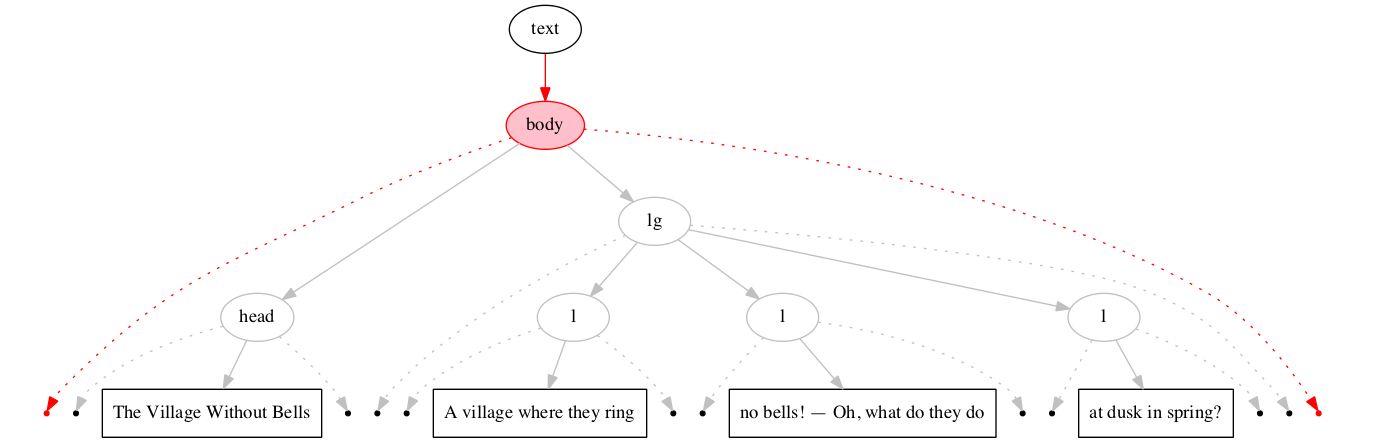 text
body
lg
head
l
l
l
The Village Without Bells
A village where they ring
no bells! — Oh, what do they do
at dusk in spring?